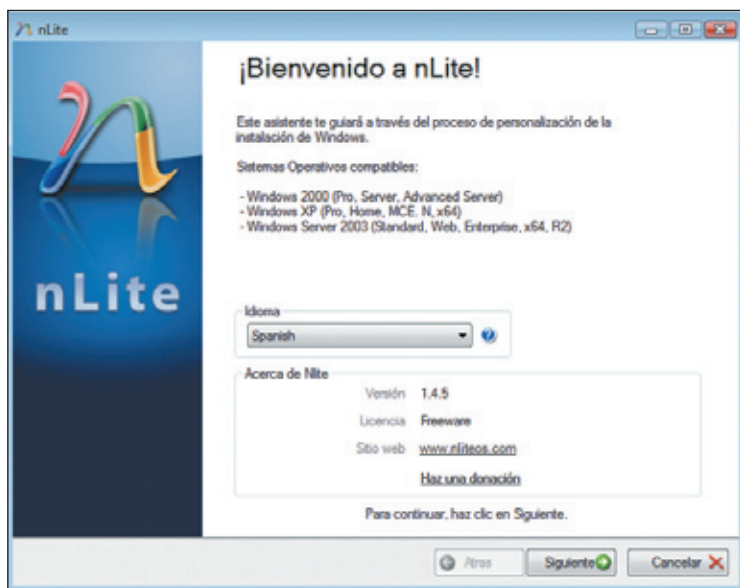 nLite
¡Bienvenido a nLite!
Este asistente te guiará a través del proceso de personalización de la
instalación de Windows.
Sistemas Operativos compatibles:
- Windows 2000 (Pro, Server, Advanced Server)
- Windows XP (Pro, Home, MCE, N, x64)
- Windows Server 2003 (Standard, Web, Enterprise, x64, R2)
nLite
Idioma
Spanish
Acerca de Nlite
Versión 1.4.5
Licencia Freeware
Sitio web www.nliteos.com
Haz una donación
Para continuar, haz clic en Siguiente.
Atras Siguiente Cancelar